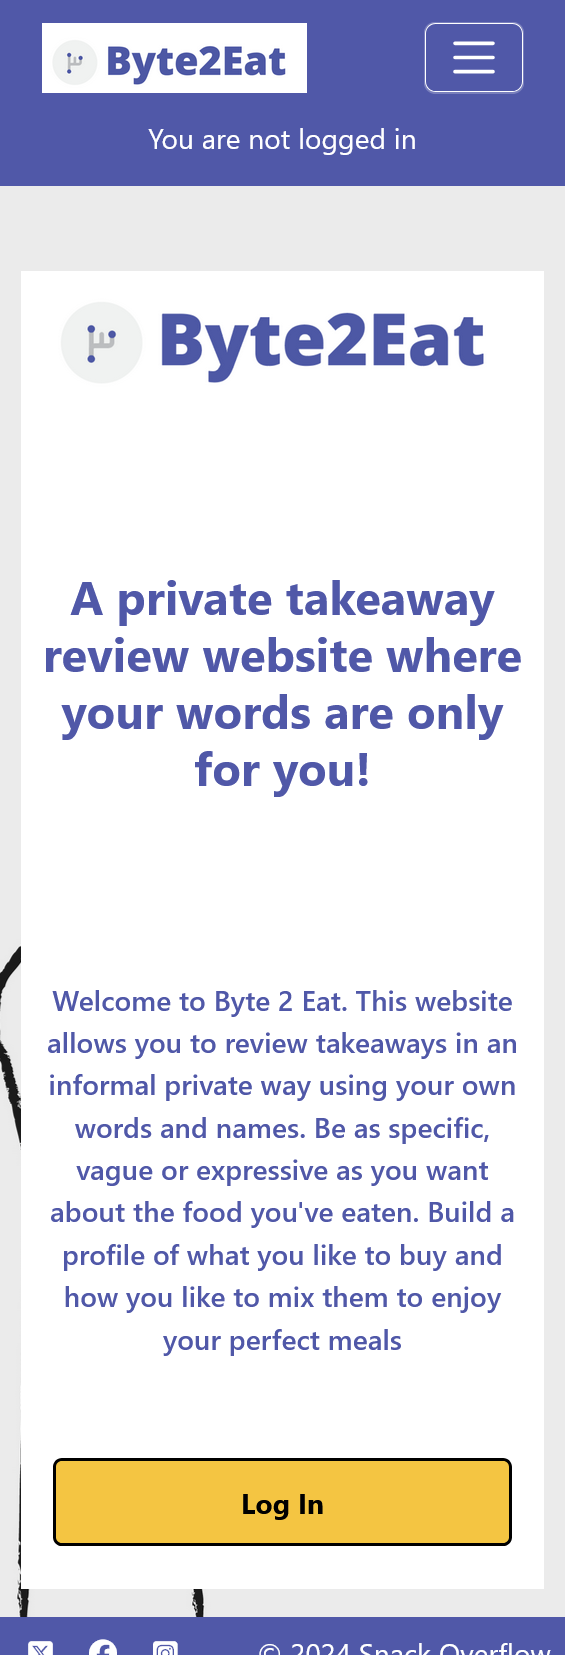 Byte2Eat
You are not logged in
Byte2Eat
A private takeaway
review website where
your words are only
for you!
Welcome to Byte 2 Eat. This website
allows you to review takeaways in an
informal private way using your own
words and names. Be as specific,
vague or expressive as you want
about the food you've eaten. Build a
profile of what you like to buy and
how you like to mix them to enjoy
your perfect meals
Log In
© 2024 Snack Overflow